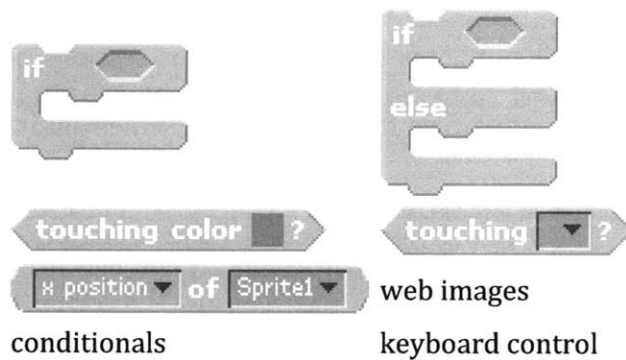 if
if
else
touching color ?
touching ?
x position of Sprite1
web images
conditionals
keyboard control